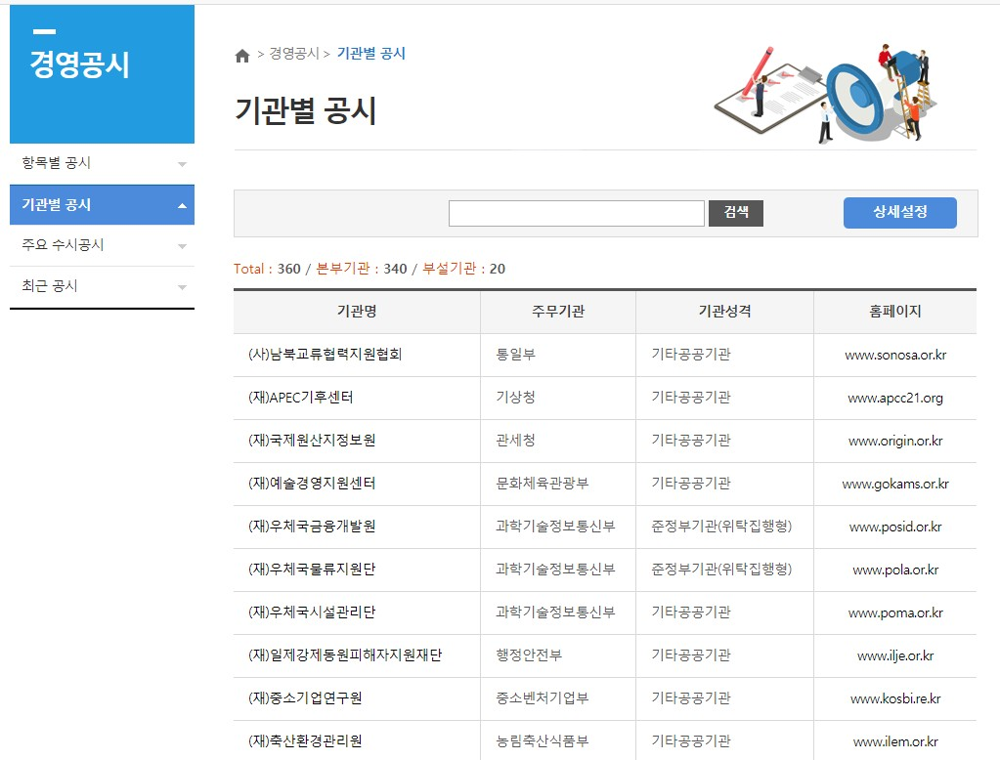 경영공시
항목별 공시
기관별 공시
주요 수시공시
최근 공시
> 경영공시 > 기관별 공시
기관별 공시
검색
상세설정
Total : 360 / 본부기관 : 340 / 부설기관 : 20
기관명 주무기관 기관성격 홈페이지
(사)남북교류협력지원협회 통일부 기타공공기관 www.sonosa.or.kr
(재)APEC기후센터 기상청 기타공공기관 www.apcc21.org
(재)국제원산지정보원 관세청 기타공공기관 www.origin.or.kr
(재)예술경영지원센터 문화체육관광부 기타공공기관 www.gokams.or.kr
(재)우체국금융개발원 과학기술정보통신부 준정부기관(위탁집행형) www.posid.or.kr
(재)우체국물류지원단 과학기술정보통신부 준정부기관(위탁집행형) www.pola.or.kr
(재)우체국시설관리단 과학기술정보통신부 기타공공기관 www.poma.or.kr
(재)일제강제동원피해자지원재단 행정안전부 기타공공기관 www.ilje.or.kr
(재)중소기업연구원 중소벤처기업부 기타공공기관 www.kosbi.re.kr
(재)축산환경관리원 농림축산식품부 기타공공기관 www.ilem.or.kr